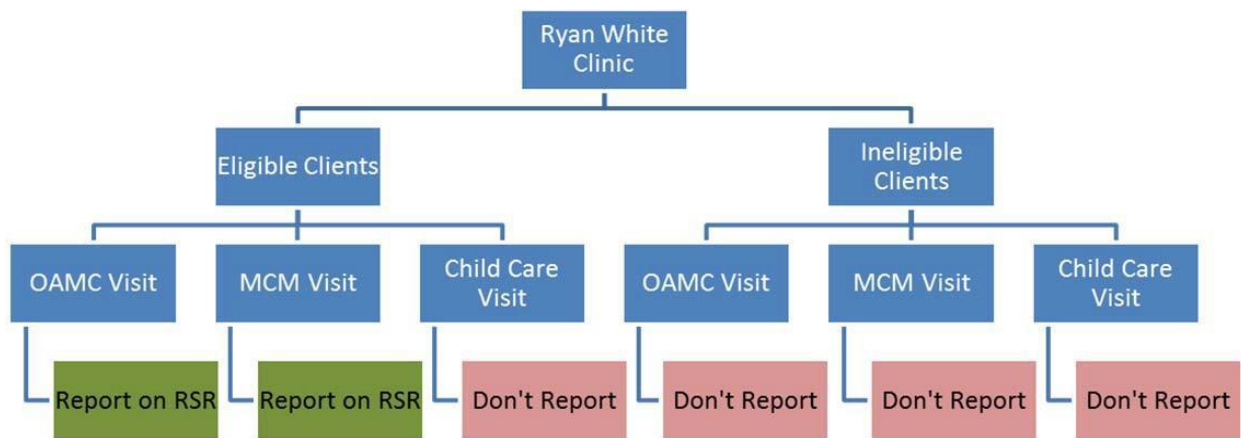 Ryan White
Clinic
Eligible Clients
Ineligible
Clients
OAMC Visit
MCM Visit
Child Care
Visit
OAMC Visit
MCM Visit
Child Care
Visit
Report on RSR
Report on RSR
Don't Report
Don't Report
Don't Report
Don't Report